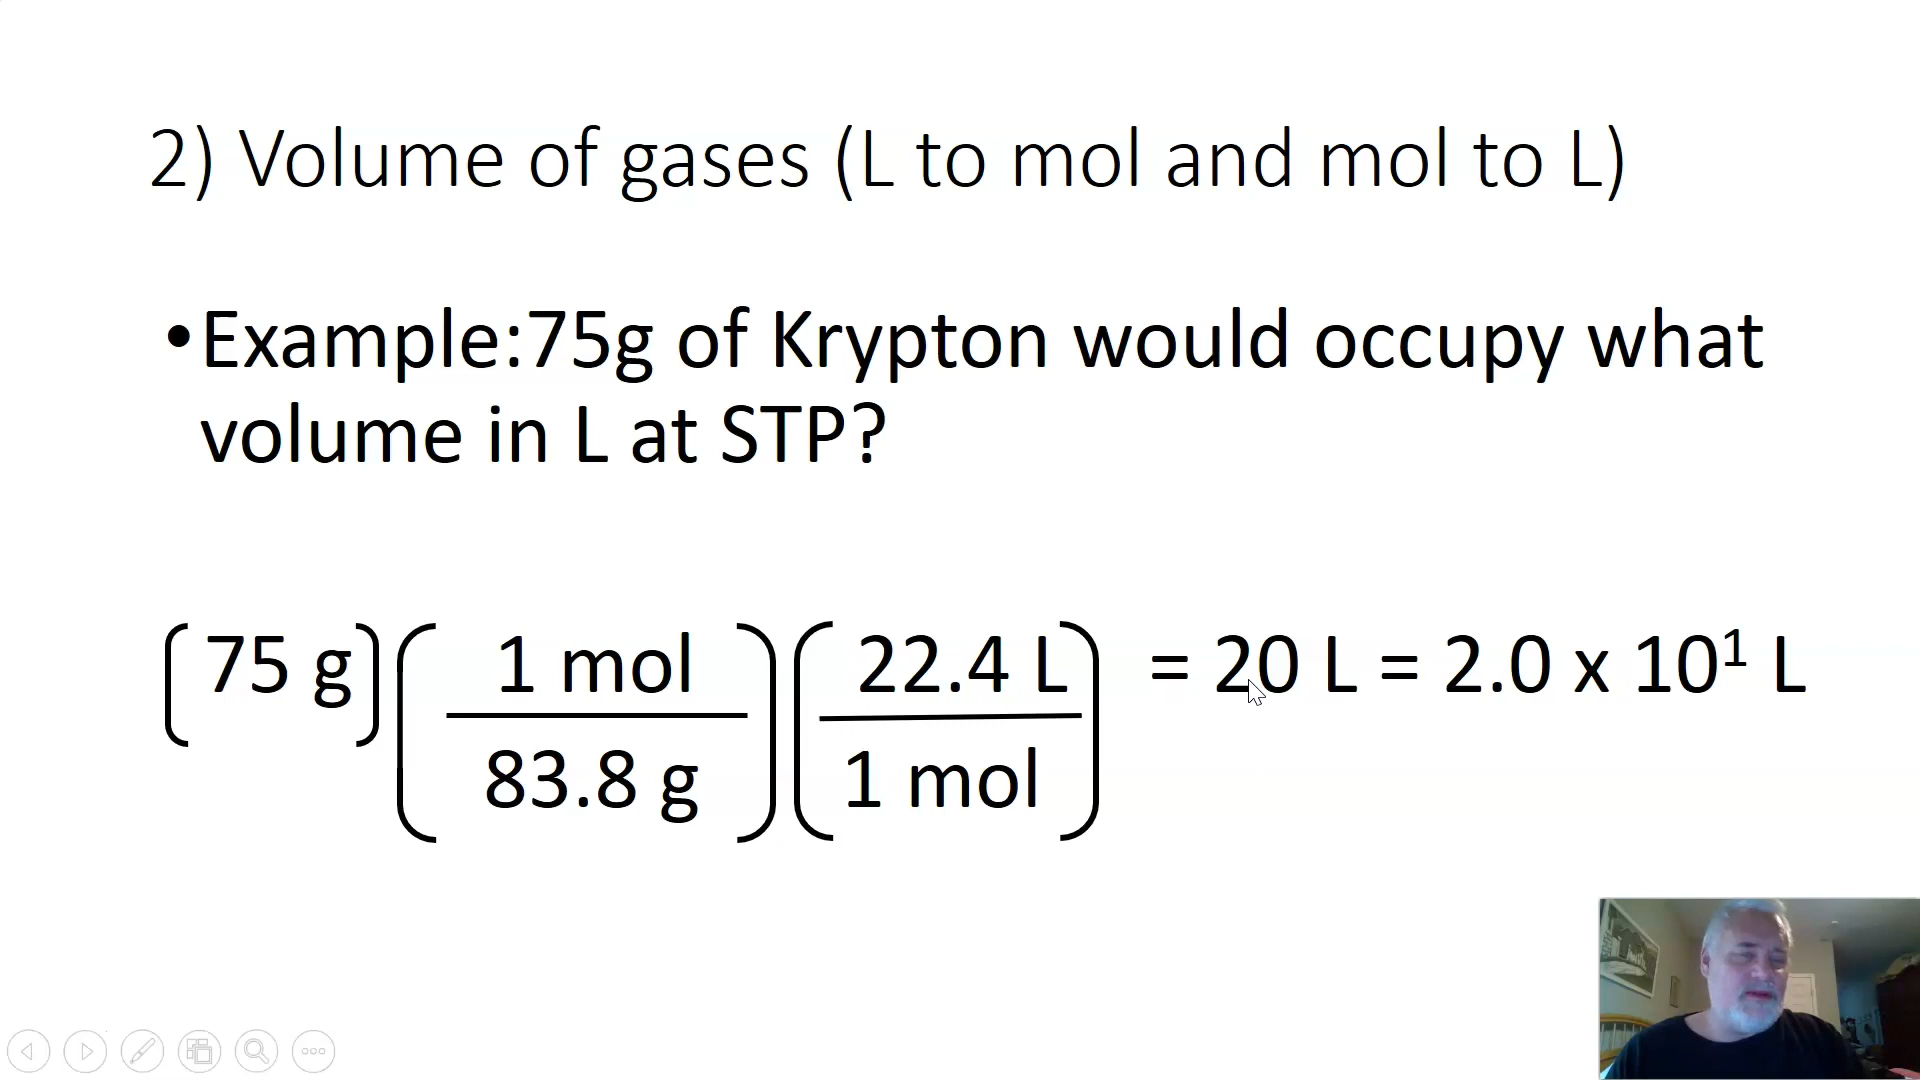 2) Volume of gases (L to mol and mol to L)
•Example:75g of Krypton would occupy what
volume in L at STP?
75 g 1 mol 22.4 L = 20 L = 2.0 x 10¹ L
83.8 g 1 mol